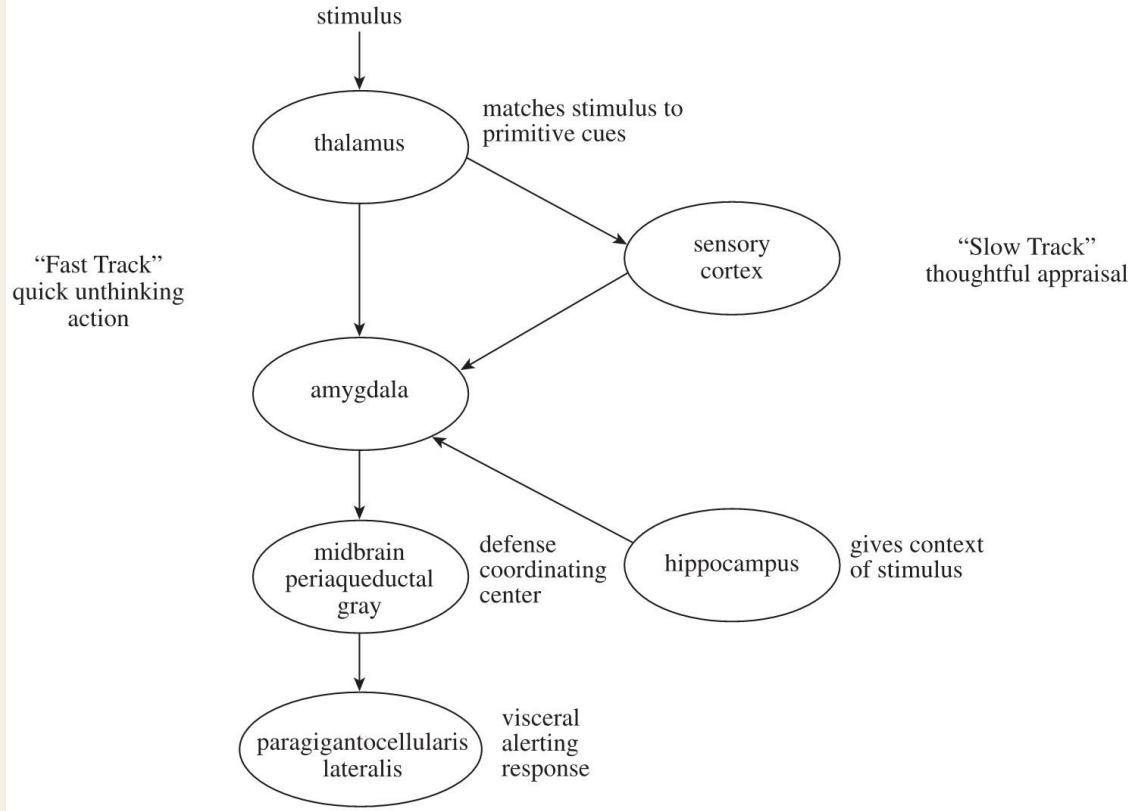 stimulus
thalamus
matches stimulus to
primitive cues
sensory
cortex
“Fast Track”
quick unthinking
action
“Slow Track”
thoughtful appraisal
amygdala
midbrain
periaqueductal
gray
defense
coordinating
center
hippocampus
gives context
of stimulus
paragigantocellularis
lateralis
visceral
alerting
response